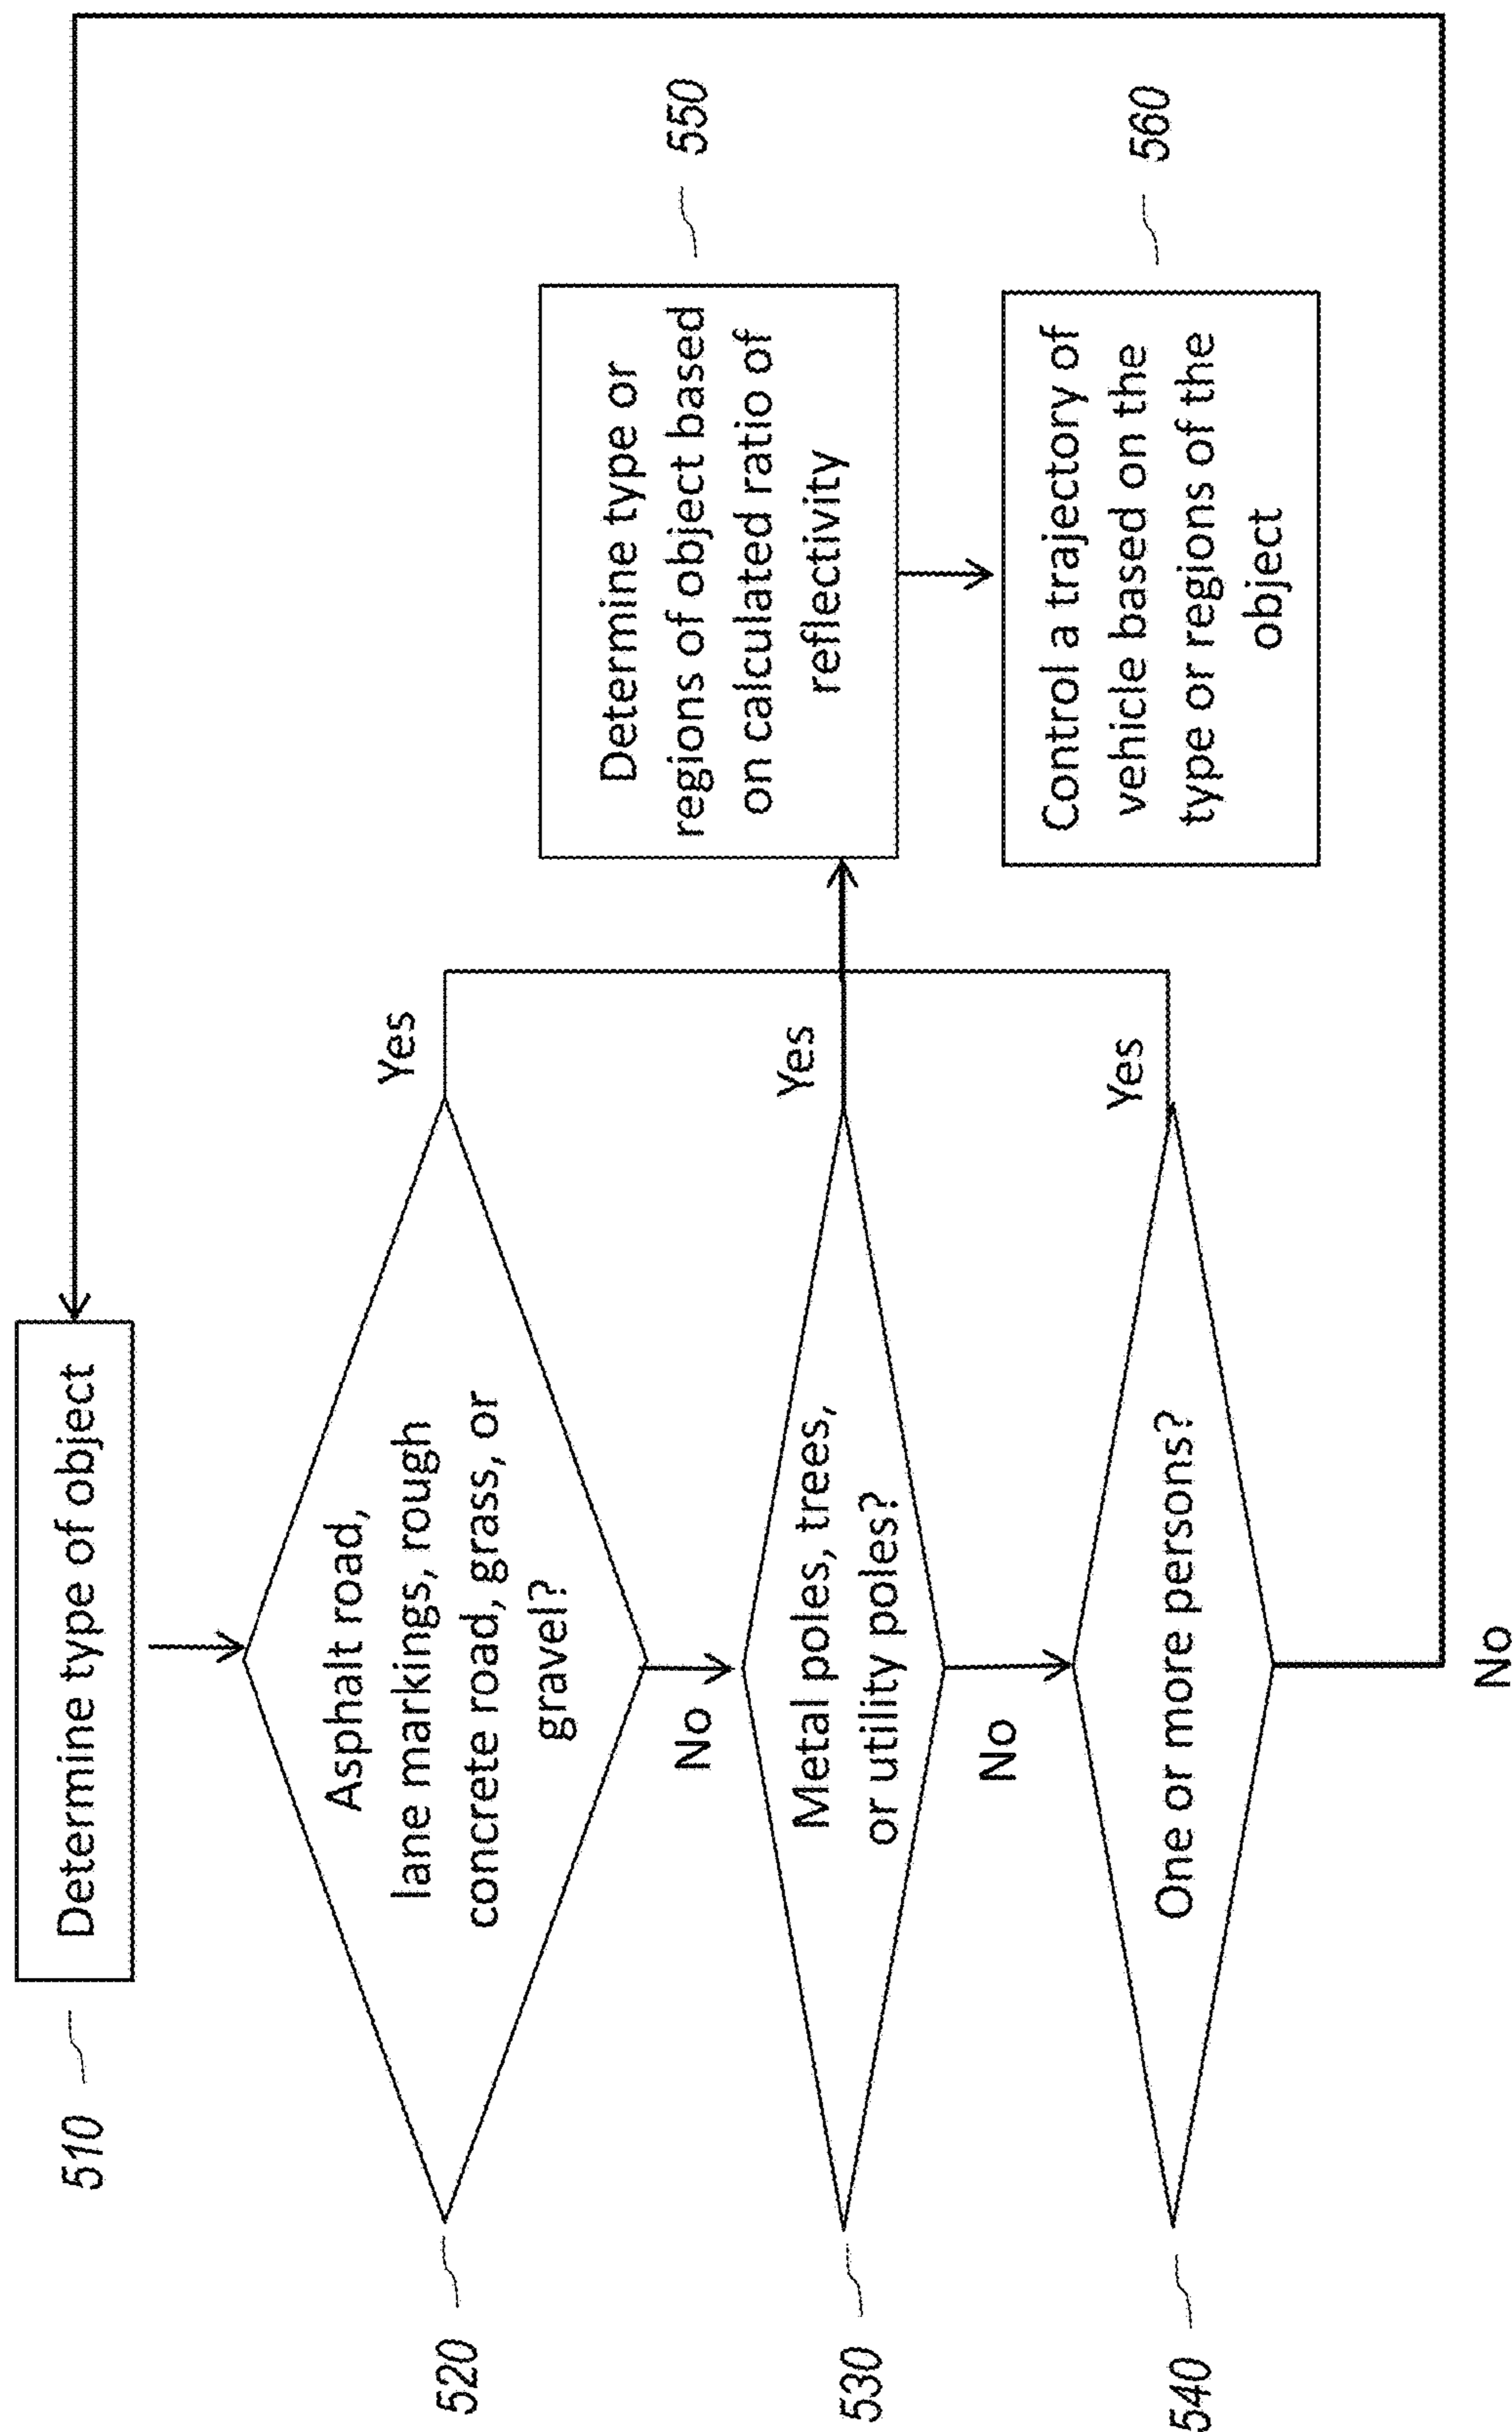 510
Determine type of object
520
Asphalt road,
lane markings, rough
concrete road, grass, or
gravel?
Yes
No
530
Metal poles, trees,
or utility poles?
Yes
No
540
One or more persons?
Yes
No
Determine type or
regions of object based
on calculated ratio of
reflectivity
550
Control a trajectory of
vehicle based on the
type or regions of the
object
560